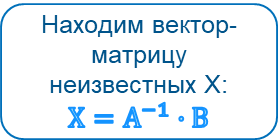 Находим вектор-
матрицу
неизвестных X:
X = A⁻¹ · B